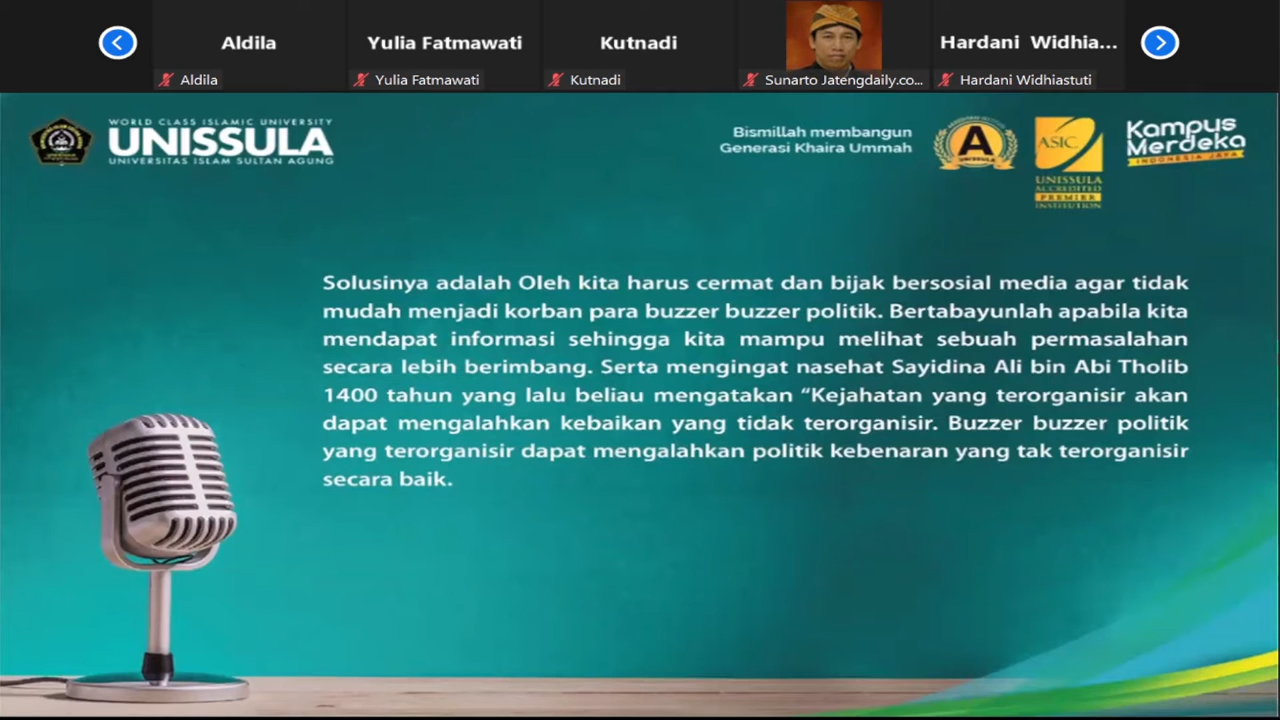 Aldila
Yulia Fatmawati
Kutnadi
Hardani Widhia...
Aldila
Yulia Fatmawati
Kutnadi
Sunarto Jatengdaily.co...
Hardani Widhiastuti
WORLD CLASS ISLAMIC UNIVERSITY
UNISSULA
UNIVERSITAS ISLAM SULTAN AGUNG
Bismillah membangun
Generasi Khaira Ummah
A
UNISSULA
ASIC
UNISSULA
ACCREDITED
PREMIER
INSTITUTION
Kampus
Merdeka
INDONESIA JAYA
Solusinya adalah Oleh kita harus cermat dan bijak bersosial media agar tidak
mudah menjadi korban para buzzer buzzer politik. Bertabayunlah apabila kita
mendapat informasi sehingga kita mampu melihat sebuah permasalahan
secara lebih berimbang. Serta mengingat nasehat Sayidina Ali bin Abi Tholib
1400 tahun yang lalu beliau mengatakan “Kejahatan yang terorganisir akan
dapat mengalahkan kebaikan yang tidak terorganisir. Buzzer buzzer politik
yang terorganisir dapat mengalahkan politik kebenaran yang tak terorganisir
secara baik.